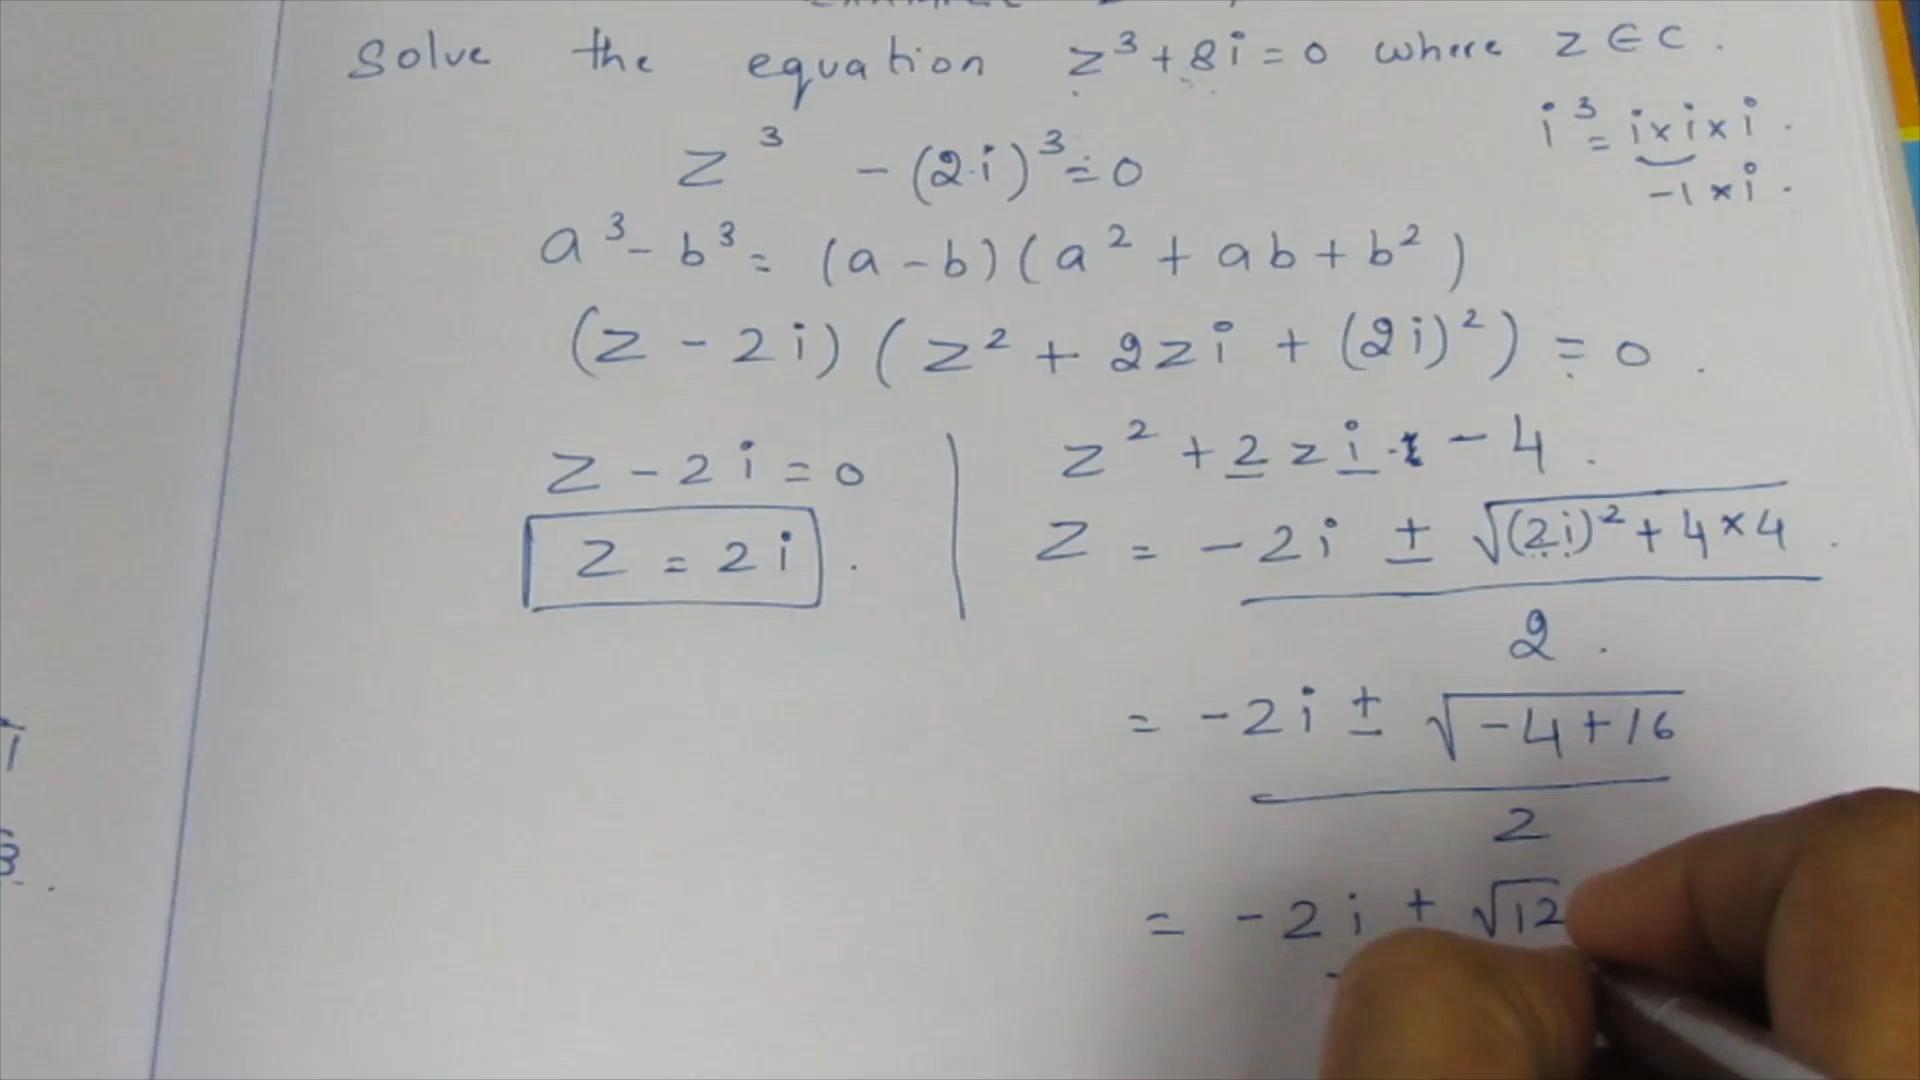 Solve the equation z³ + 8i = 0 where z ∈ C.
i³ = i × i × i.
-1 × i.
z³ - (2i)³ = 0
a³ - b³ = (a - b)(a² + ab + b²)
(z - 2i)(z² + 2zi + (2i)²) = 0.
z - 2i = 0
z = 2i.
z² + 2zi - 4.
z = -2i ± √(2i)² + 4×4.
2.
= -2i ± √-4+16
2
= -2i + √12